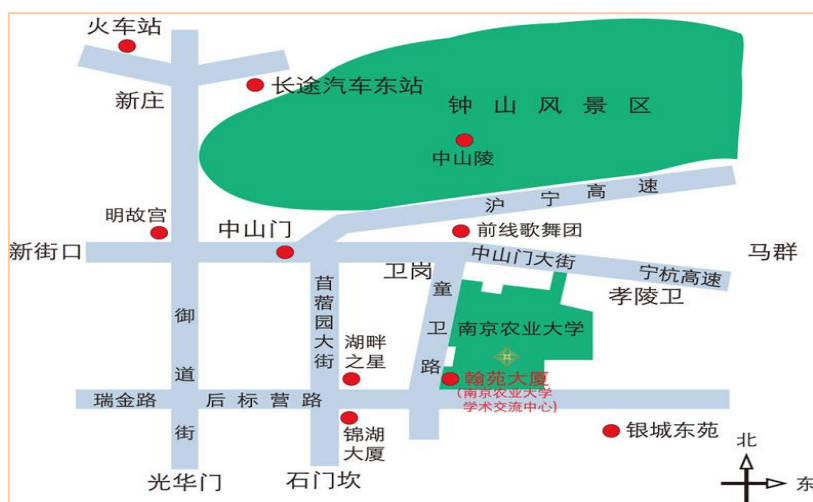 火车站
新庄
长途汽车东站
钟山风景区
中山陵
沪宁高速
明故宫
中山门
前线歌舞团
新街口
卫岗
中山门大街
宁杭高速
马群
孝陵卫
御道街
苜蓿园大街
童卫路
南京农业大学
湖畔
之星
翰苑大厦
(南京农业大学
学术交流中心)
瑞金路
后标营路
锦湖
大厦
银城东苑
光华门
石门坎
北
东